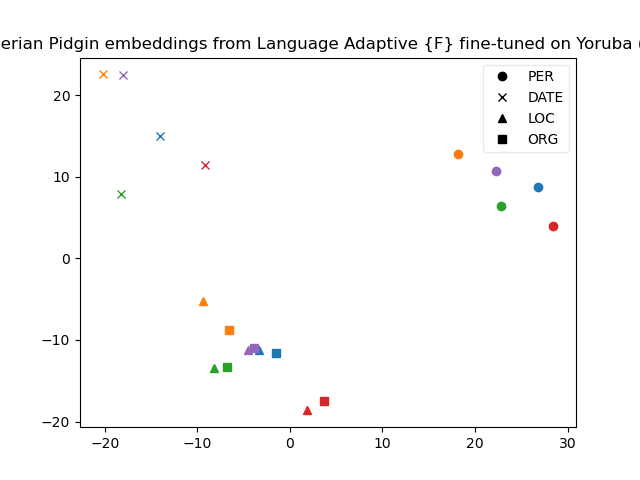 erian Pidgin embeddings from Language Adaptive {F} fine-tuned on Yoruba (
PER
DATE
LOC
ORG
20
10
0
−10
−20
−20 −10 0 10 20 30